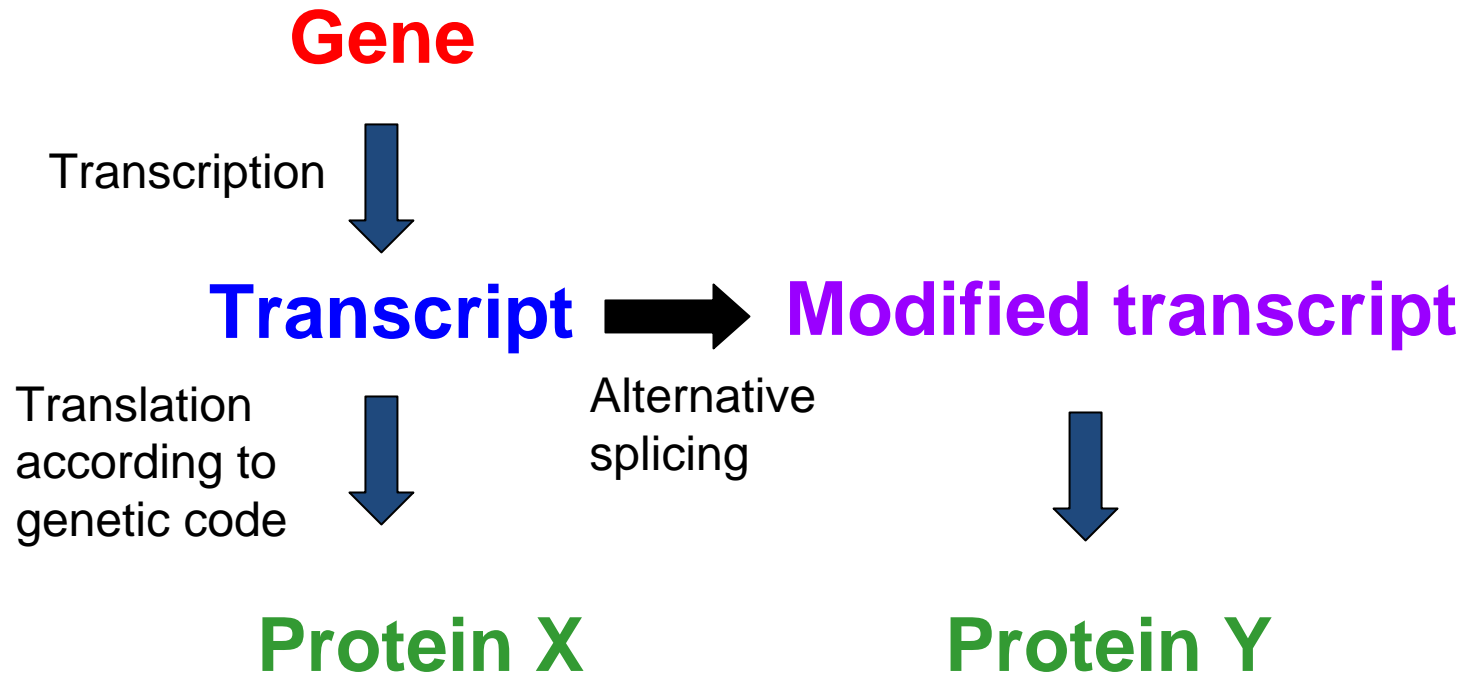 Gene
Transcription
Transcript
Modified transcript
Translation
according to
genetic code
Alternative
splicing
Protein X
Protein Y